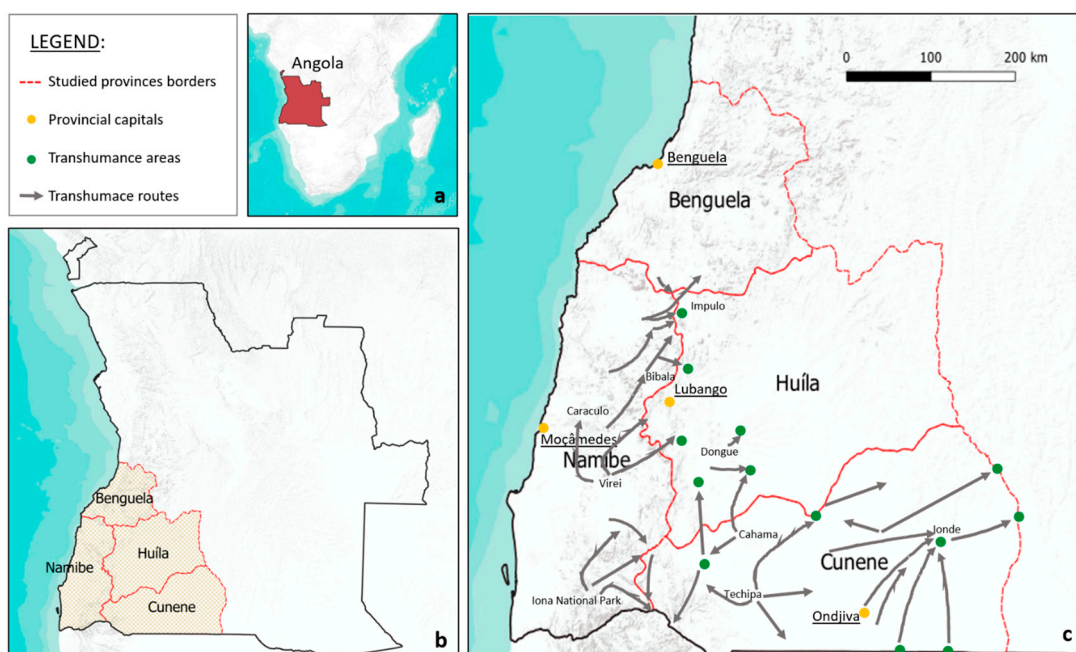 LEGEND:
Studied provinces borders
Provincial capitals
Transhumance areas
Transhumace routes
Angola
a
Benguela
Namibe
Huíla
Cunene
b
0 100 200 km
Benguela
Benguela
Impulo
Bibala
Lubango
Huíla
Caraculo
Moçâmedes
Namibe
Dongue
Virei
Cahama
Jonde
Cunene
Iona National Park
Techipa
Ondjiva
c